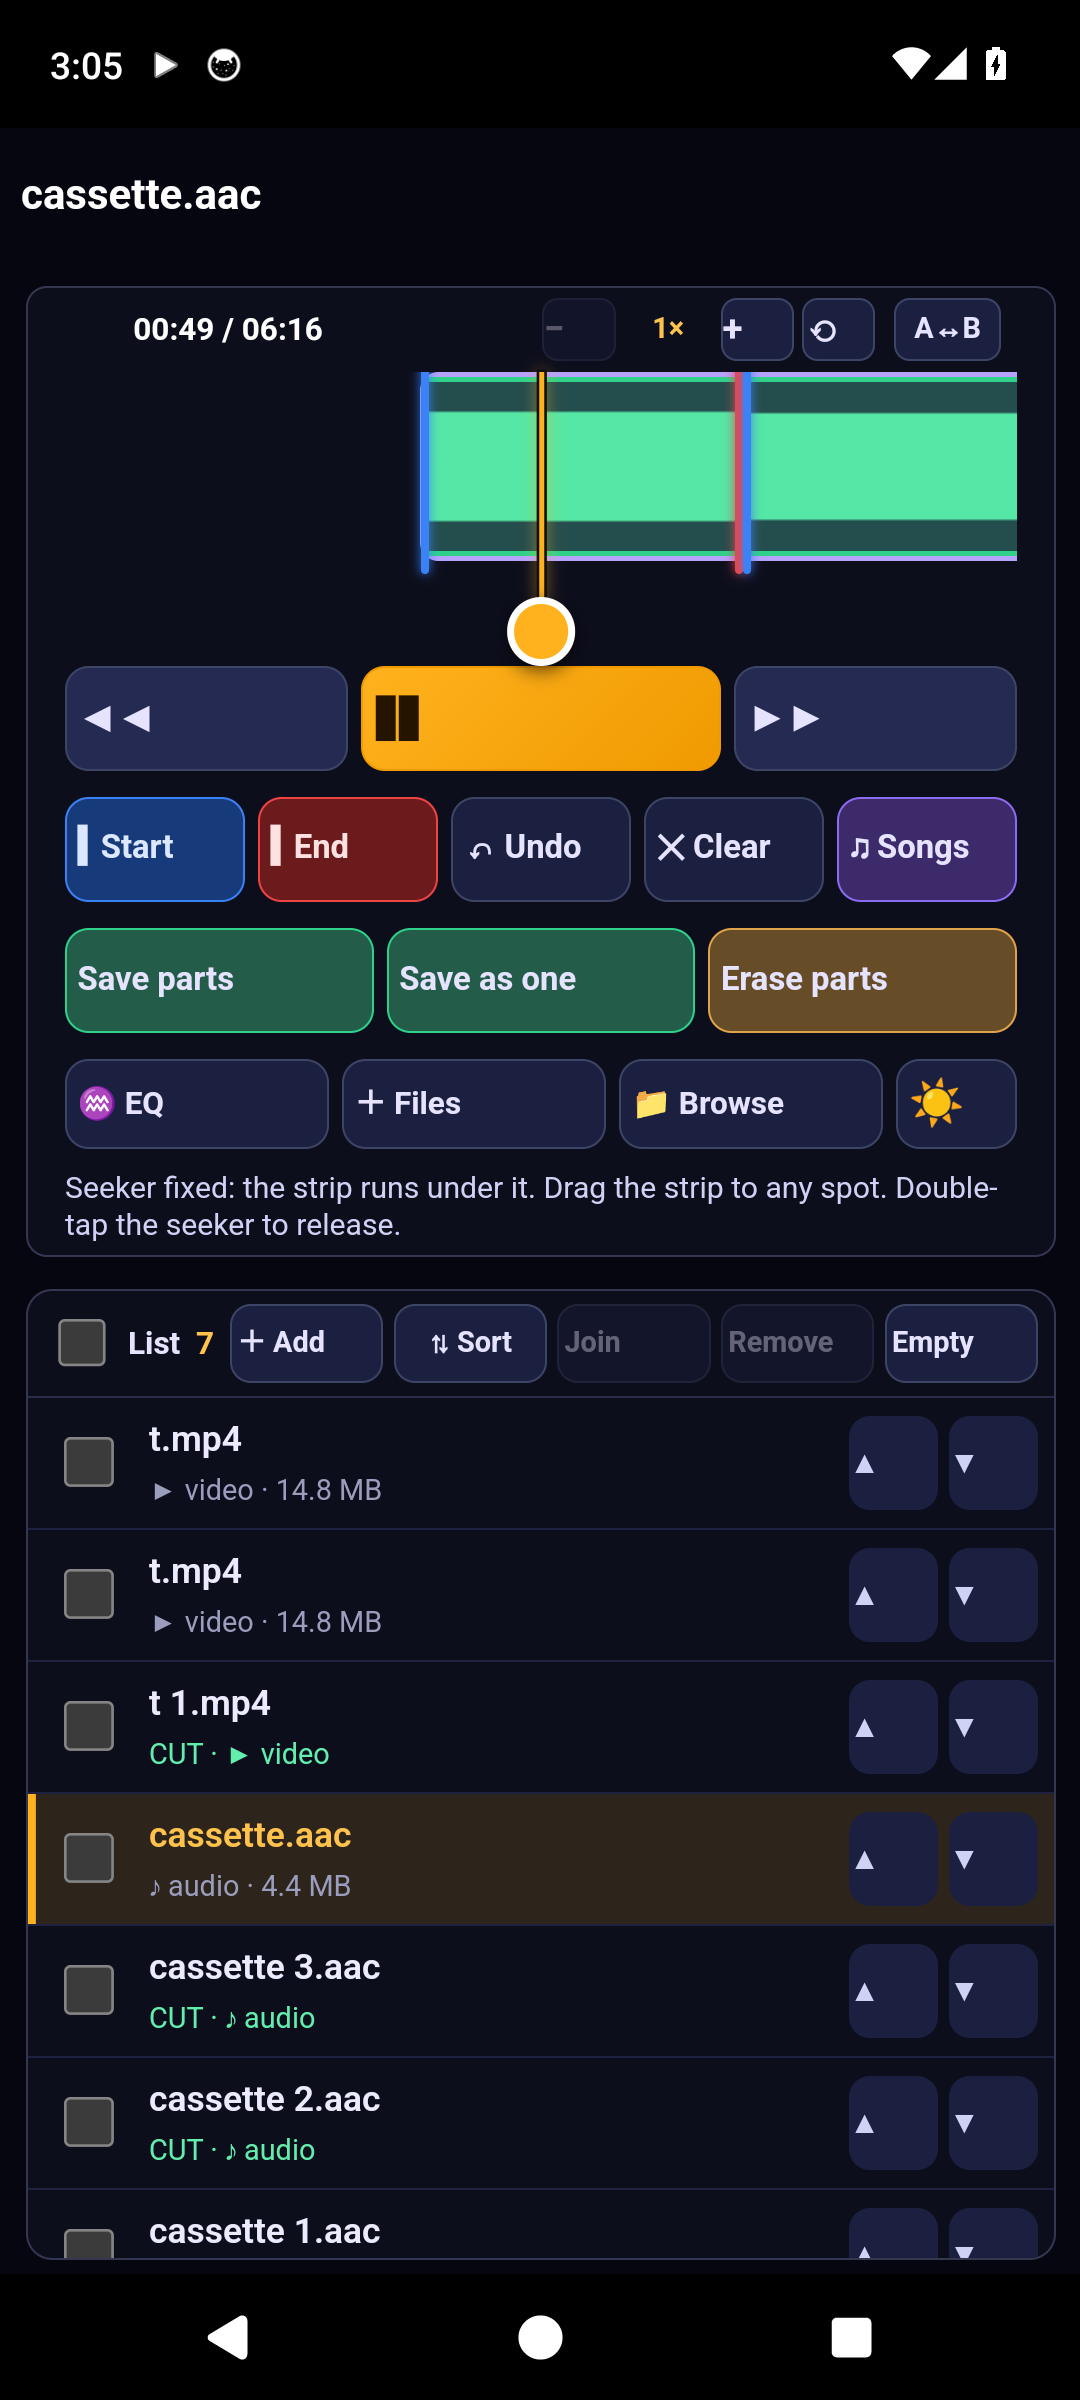 3:05
cassette.aac
00:49 / 06:16
−
1×
+
⟲
A↔B
◄◄
►►
Start
End
↶ Undo
✕ Clear
♫ Songs
Save parts
Save as one
Erase parts
♒ EQ
+ Files
📁 Browse
☀️
Seeker fixed: the strip runs under it. Drag the strip to any spot. Double-
tap the seeker to release.
List 7
+ Add
⇅ Sort
Join
Remove
Empty
t.mp4
► video · 14.8 MB
▲ ▼
t.mp4
► video · 14.8 MB
▲ ▼
t 1.mp4
CUT · ► video
▲ ▼
cassette.aac
♪ audio · 4.4 MB
▲ ▼
cassette 3.aac
CUT · ♪ audio
▲ ▼
cassette 2.aac
CUT · ♪ audio
▲ ▼
cassette 1.aac
▲ ▼